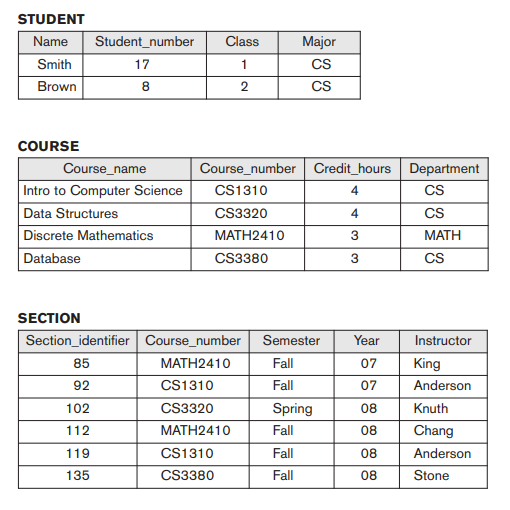 STUDENT
Name Student_number Class Major
Smith 17 1 CS
Brown 8 2 CS
COURSE
Course_name Course_number Credit_hours Department
Intro to Computer Science CS1310 4 CS
Data Structures CS3320 4 CS
Discrete Mathematics MATH2410 3 MATH
Database CS3380 3 CS
SECTION
Section_identifier Course_number Semester Year Instructor
85 MATH2410 Fall 07 King
92 CS1310 Fall 07 Anderson
102 CS3320 Spring 08 Knuth
112 MATH2410 Fall 08 Chang
119 CS1310 Fall 08 Anderson
135 CS3380 Fall 08 Stone